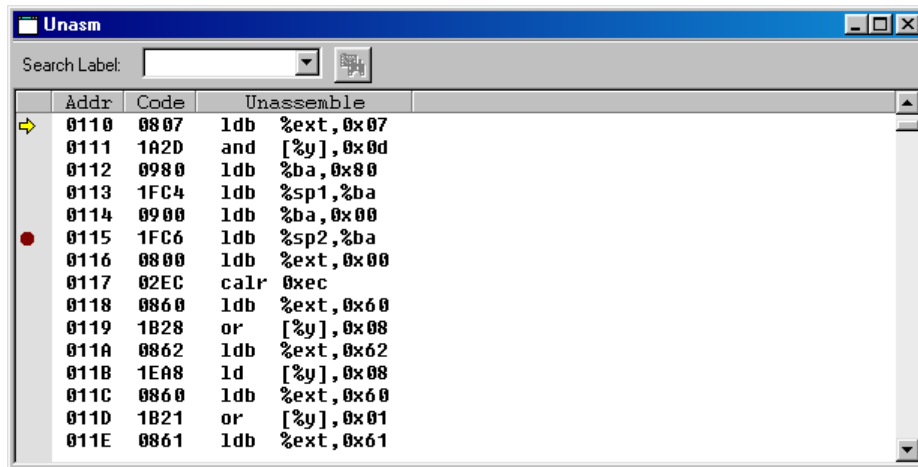 Unasm
Search Label:
Addr Code Unassemble
0110 0807 ldb %ext,0x07
0111 1A2D and [%y],0x0d
0112 0980 ldb %ba,0x80
0113 1FC4 ldb %sp1,%ba
0114 0900 ldb %ba,0x00
0115 1FC6 ldb %sp2,%ba
0116 0800 ldb %ext,0x00
0117 02EC calr 0xec
0118 0860 ldb %ext,0x60
0119 1B28 or [%y],0x08
011A 0862 ldb %ext,0x62
011B 1EA8 ld [%y],0x08
011C 0860 ldb %ext,0x60
011D 1B21 or [%y],0x01
011E 0861 ldb %ext,0x61